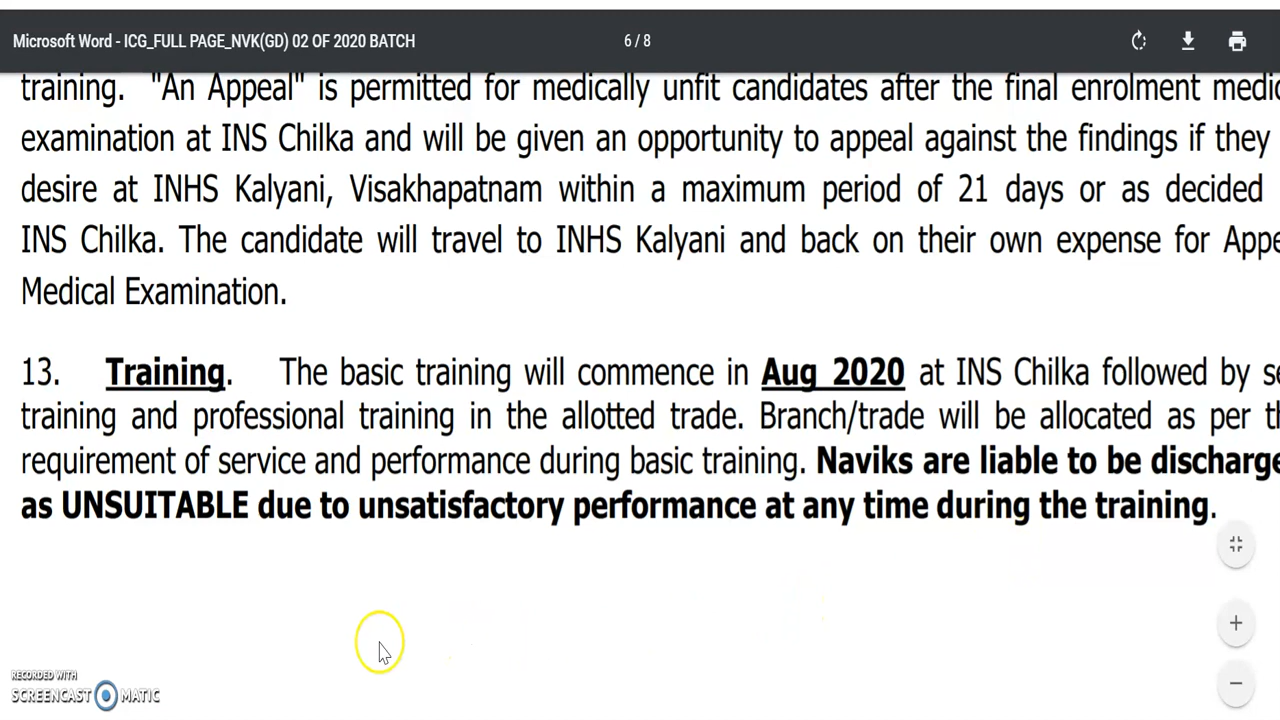 Microsoft Word - ICG_FULL PAGE_NVK(GD) 02 OF 2020 BATCH 6 / 8
training. "An Appeal" is permitted for medically unfit candidates after the final enrolment medic
examination at INS Chilka and will be given an opportunity to appeal against the findings if they
desire at INHS Kalyani, Visakhapatnam within a maximum period of 21 days or as decided
INS Chilka. The candidate will travel to INHS Kalyani and back on their own expense for Appe
Medical Examination.
13. Training. The basic training will commence in Aug 2020 at INS Chilka followed by se
training and professional training in the allotted trade. Branch/trade will be allocated as per th
requirement of service and performance during basic training. Naviks are liable to be discharge
as UNSUITABLE due to unsatisfactory performance at any time during the training.
RECORDED WITH
SCREENCAST MATIC